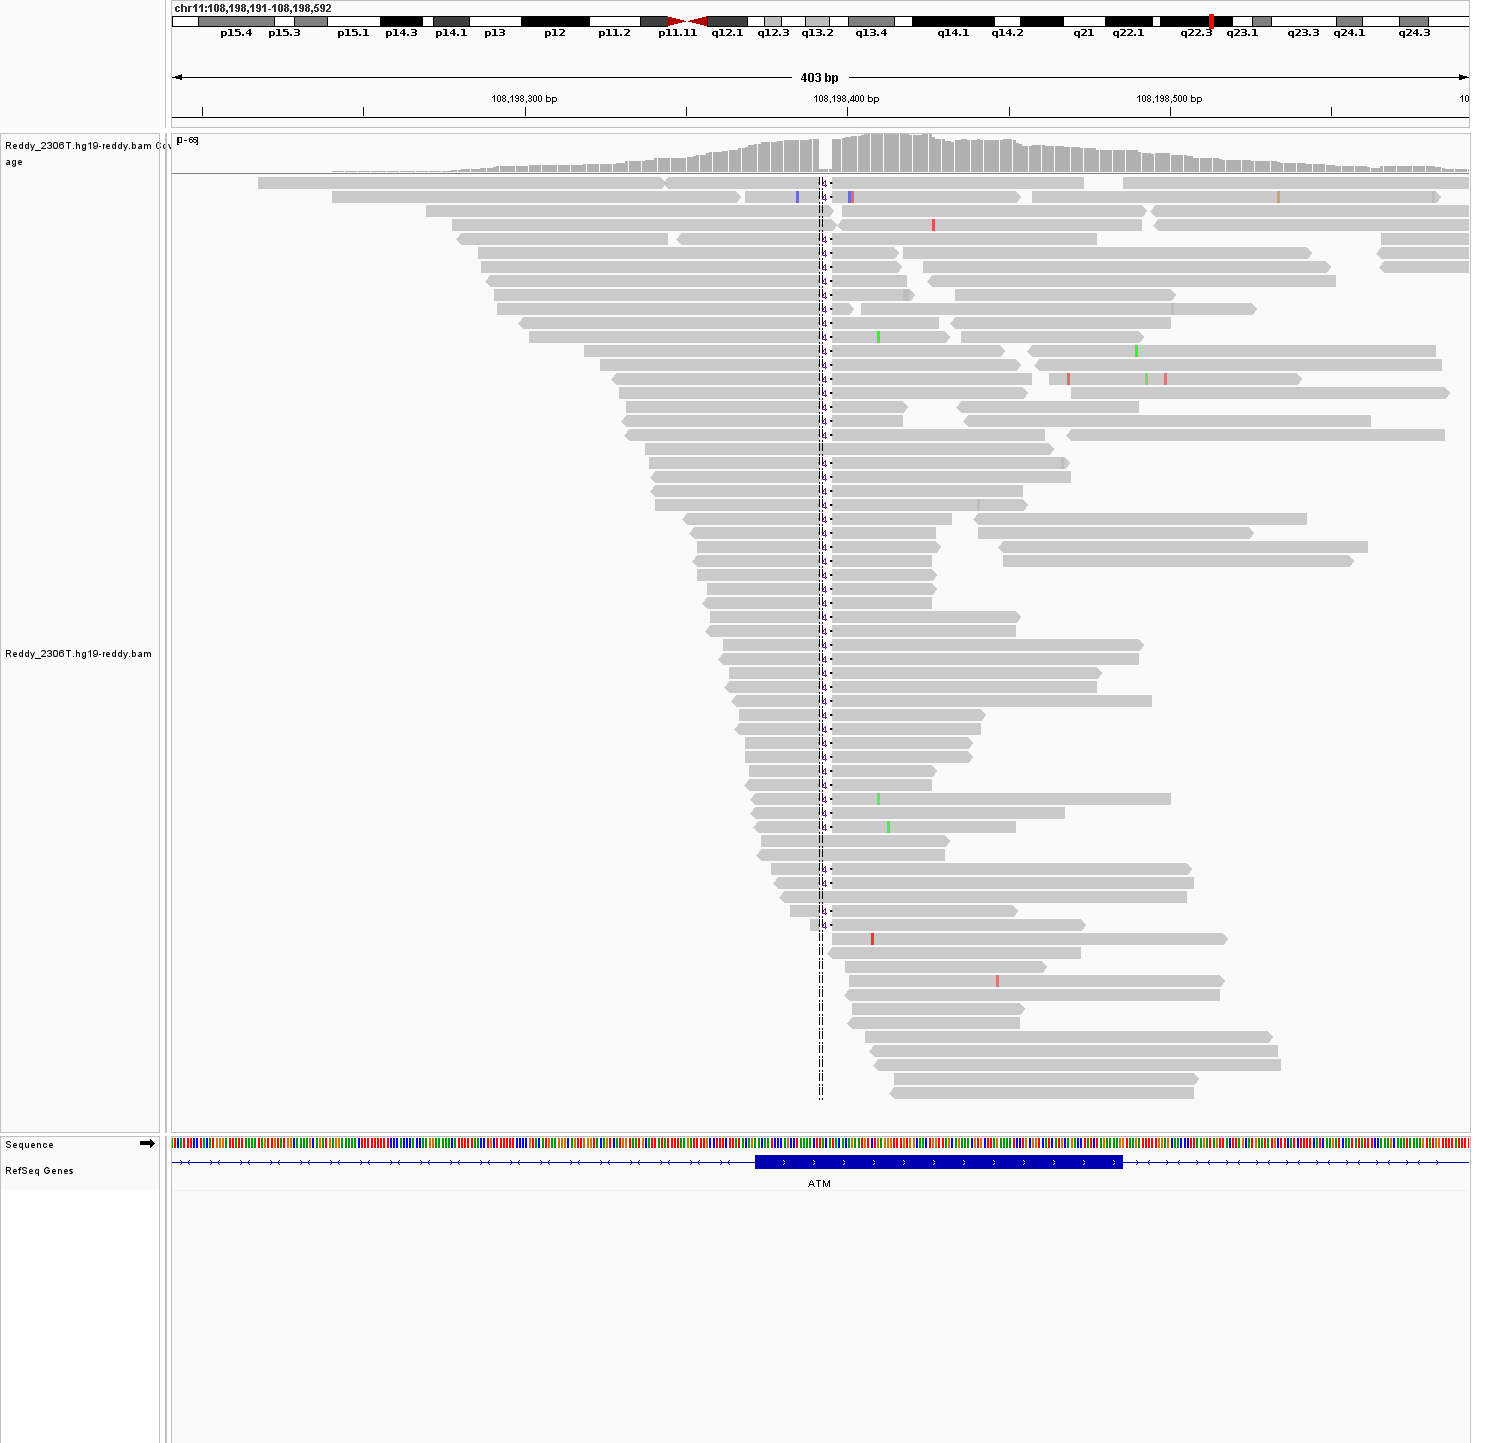 chr11:108,198,191-108,198,592
p15.4 p15.3 p15.1 p14.3 p14.1 p13 p12 p11.2 p11.11 q12.1 q12.3 q13.2 q13.4 q14.1 q14.2 q21 q22.1 q22.3 q23.1 q23.3 q24.1 q24.3
403 bp
108,198,300 bp 108,198,400 bp 108,198,500 bp 10
Reddy_2306T.hg19-reddy.bam Cov
age
Reddy_2306T.hg19-reddy.bam
Sequence
RefSeq Genes
ATM